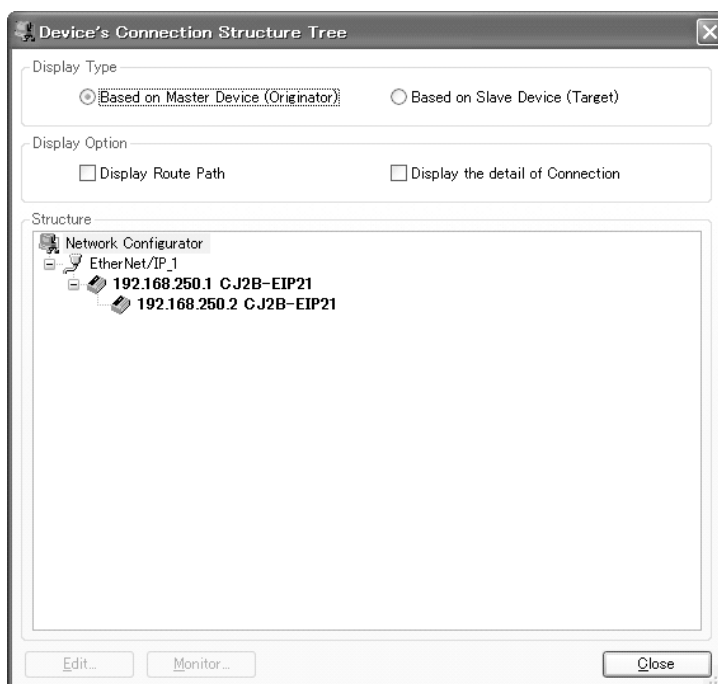 Device's Connection Structure Tree
Display Type
Based on Master Device (Originator) Based on Slave Device (Target)
Display Option
Display Route Path Display the detail of Connection
Structure
Network Configurator
EtherNet/IP_1
192.168.250.1 CJ2B-EIP21
192.168.250.2 CJ2B-EIP21
Edit... Monitor... Close